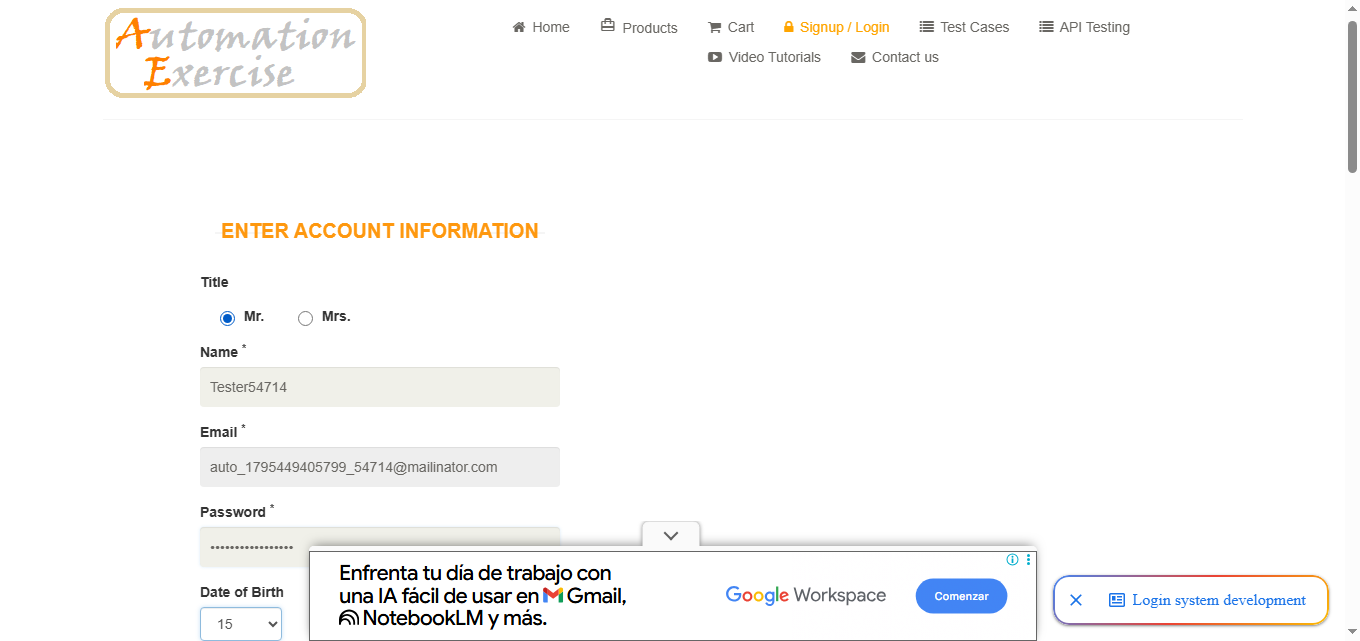 Automation
Exercise
Home
Products
Cart
Signup / Login
Test Cases
API Testing
Video Tutorials
Contact us
ENTER ACCOUNT INFORMATION
Title
Mr.
Mrs.
Name *
Tester54714
Email *
auto_1795449405799_54714@mailinator.com
Password *
•••••••••••••••••
Date of Birth
15
Enfrenta tu día de trabajo con
una IA fácil de usar en Gmail,
NotebookLM y más.
Google Workspace
Comenzar
Login system development